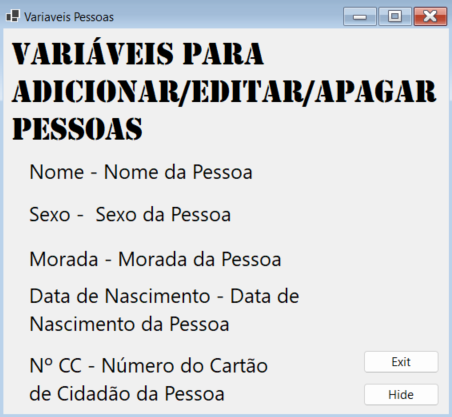 Variaveis Pessoas
VARIÁVEIS PARA
ADICIONAR/EDITAR/APAGAR
PESSOAS
Nome - Nome da Pessoa
Sexo - Sexo da Pessoa
Morada - Morada da Pessoa
Data de Nascimento - Data de
Nascimento da Pessoa
Nº CC - Número do Cartão
de Cidadão da Pessoa
Exit
Hide